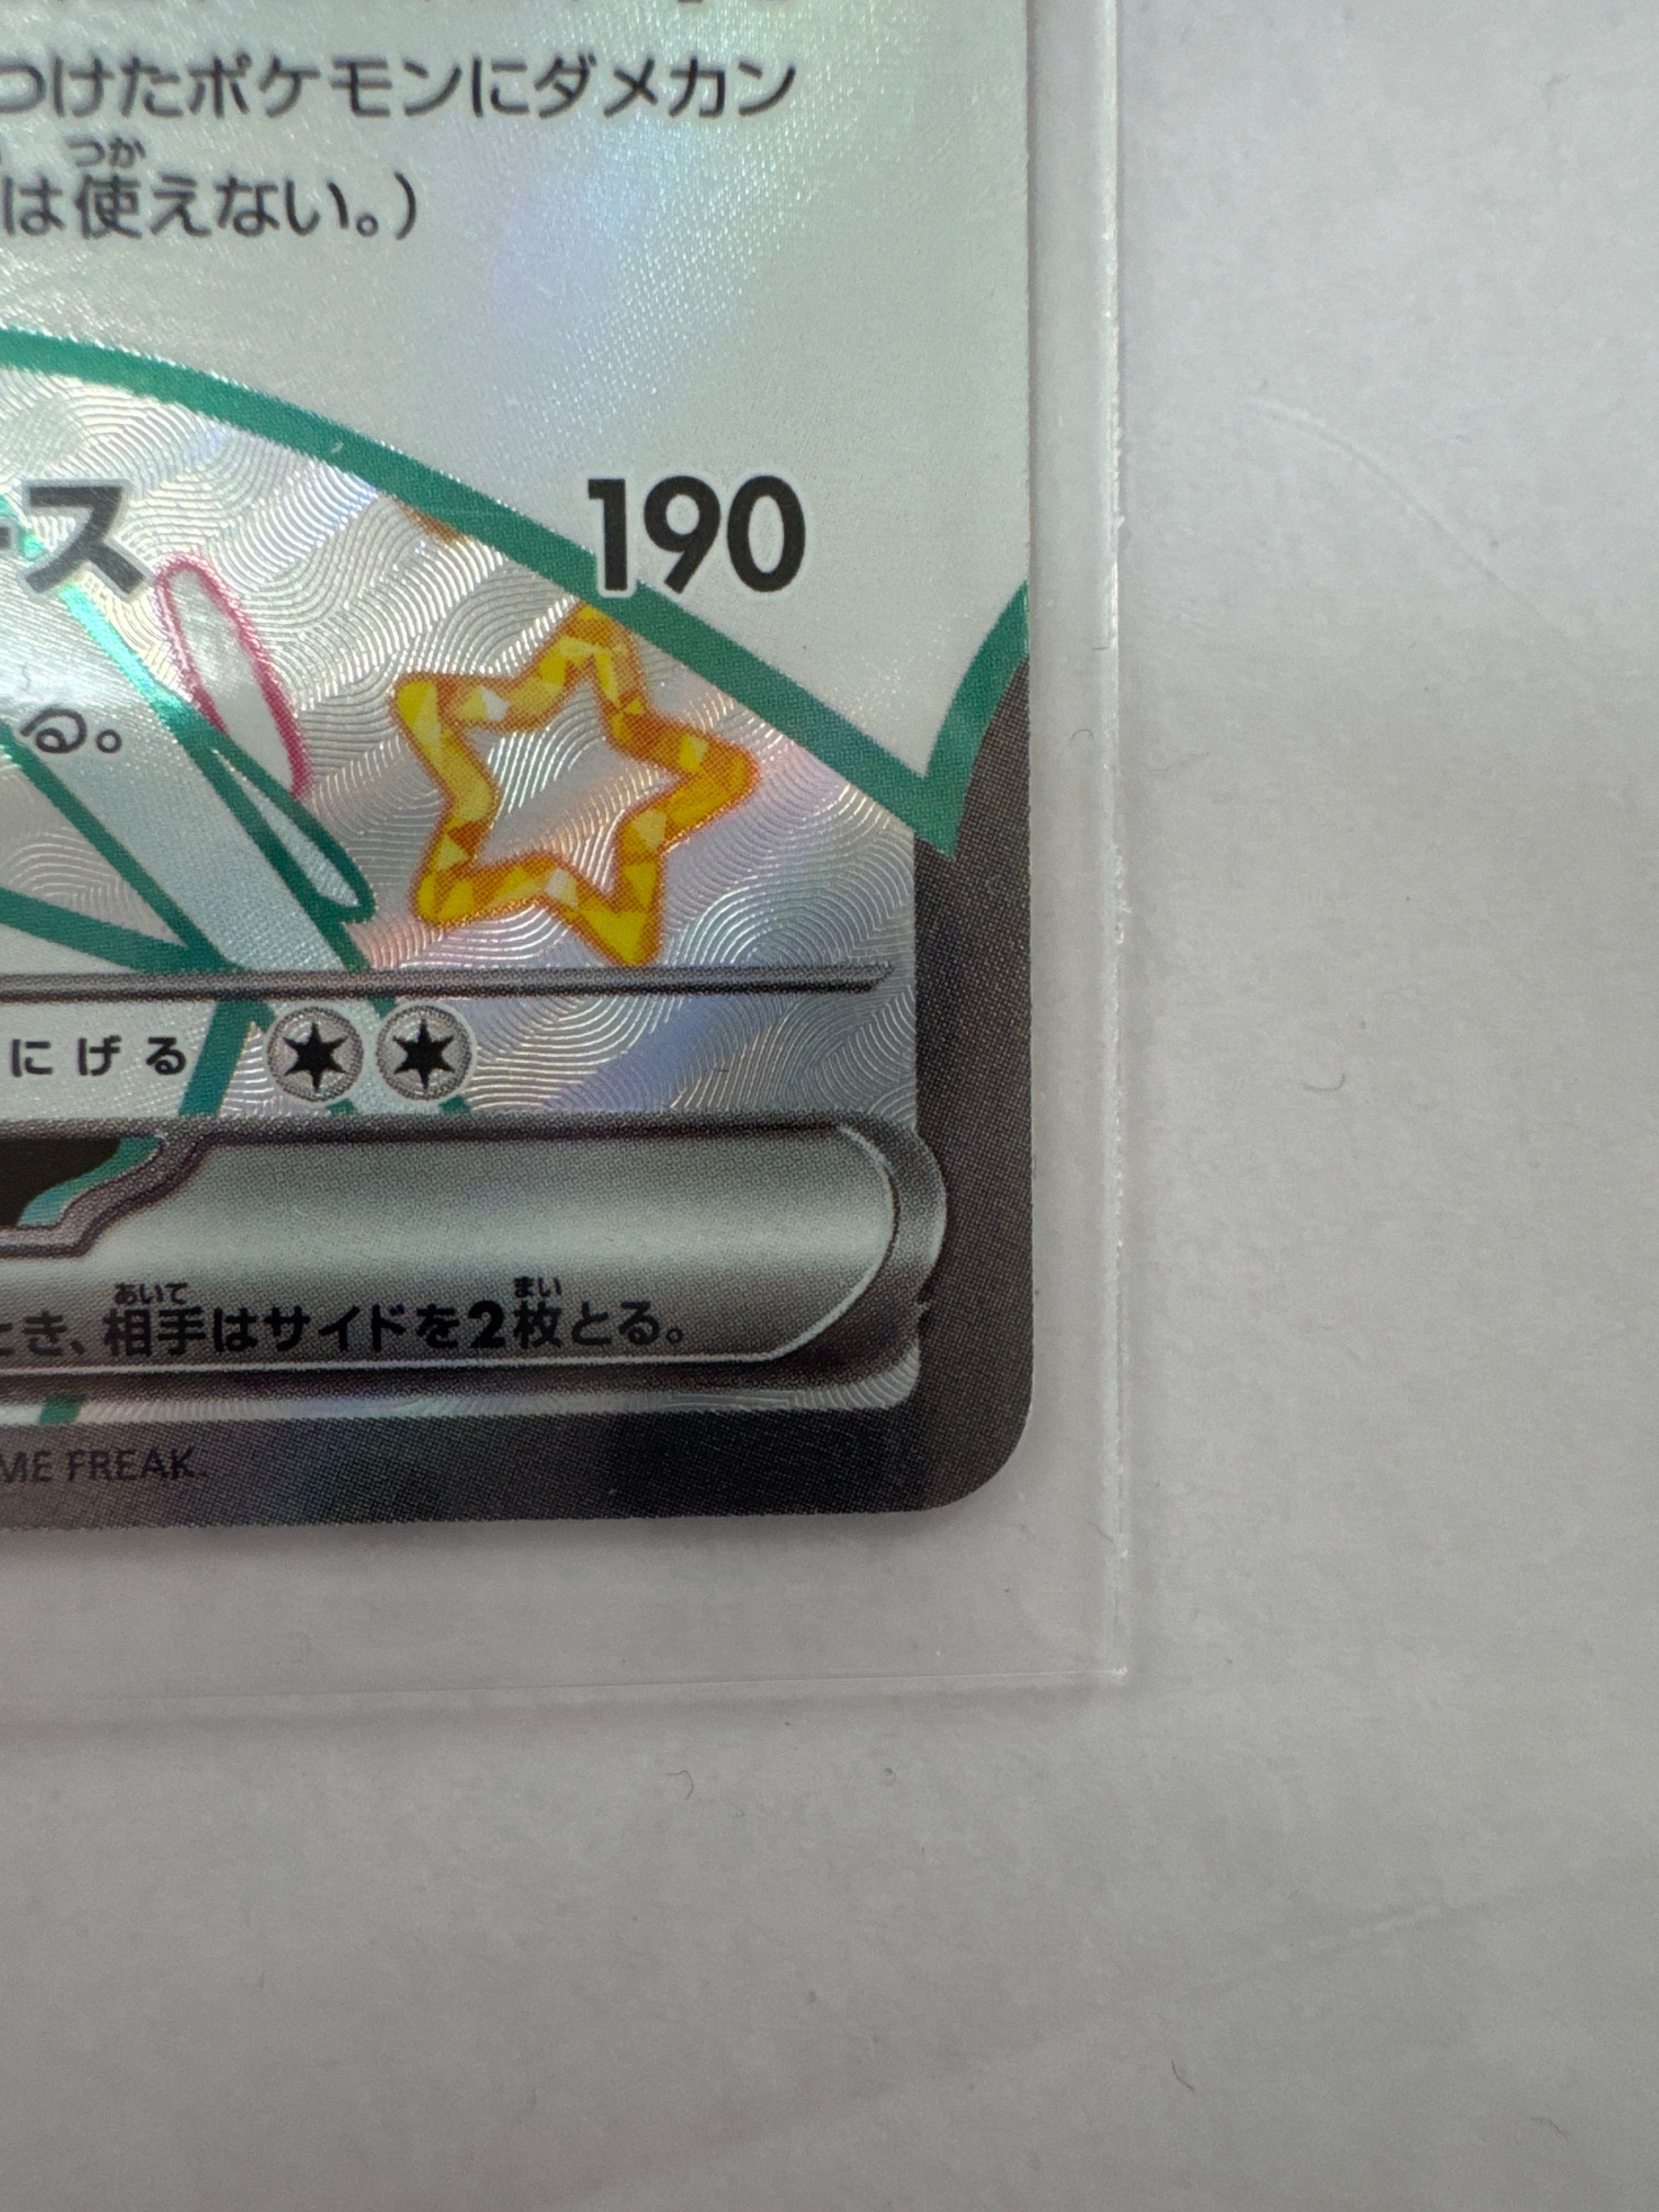 つけたポケモンにダメカン
つか
は使えない。)
ース
190
る。
にげる
あいて まい
とき、相手はサイドを2枚とる。
ME FREAK.